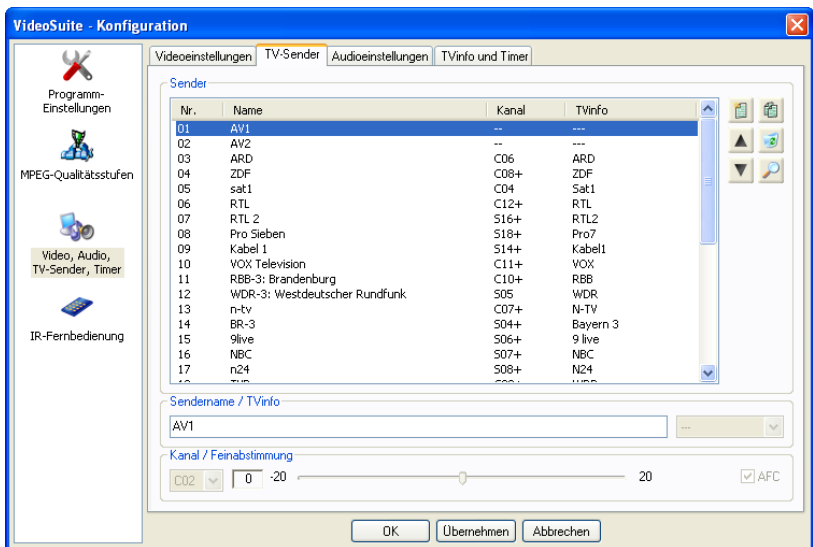 VideoSuite - Konfiguration
Programm-
Einstellungen
MPEG-Qualitätsstufen
Video, Audio,
TV-Sender, Timer
IR-Fernbedienung
Videoeinstellungen TV-Sender Audioeinstellungen TVinfo und Timer
Sender
Nr. Name Kanal TVinfo
01 AV1 -- ---
02 AV2 -- ---
03 ARD C06 ARD
04 ZDF C08+ ZDF
05 sat1 C04 Sat1
06 RTL C12+ RTL
07 RTL 2 S16+ RTL2
08 Pro Sieben S18+ Pro7
09 Kabel 1 S14+ Kabel1
10 VOX Television C11+ VOX
11 RBB-3: Brandenburg C10+ RBB
12 WDR-3: Westdeutscher Rundfunk S05 WDR
13 n-tv C07+ N-TV
14 BR-3 S04+ Bayern 3
15 9live S06+ 9 live
16 NBC S07+ NBC
17 n24 S08+ N24
Sendername / TVinfo
AV1 ---
Kanal / Feinabstimmung
C02 0 -20 20 AFC
OK Übernehmen Abbrechen